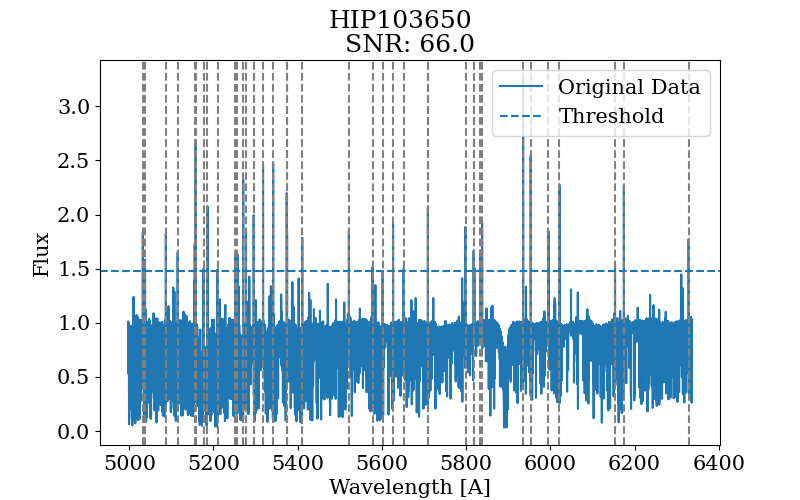 HIP103650
SNR: 66.0
Original Data
Threshold
Flux
3.0
2.5
2.0
1.5
1.0
0.5
0.0
5000 5200 5400 5600 5800 6000 6200 6400
Wavelength [A]